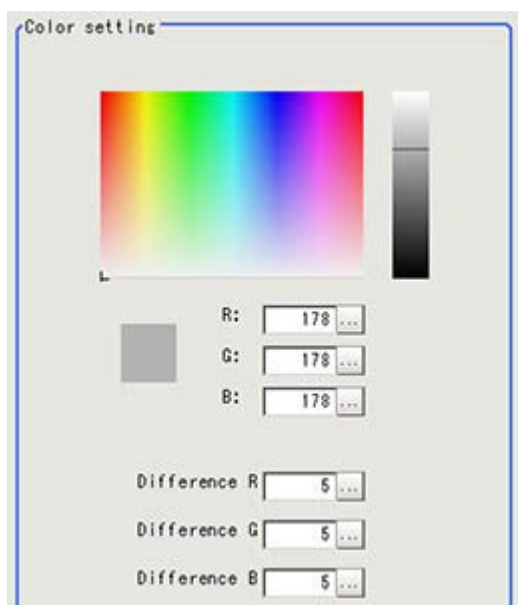 Color setting
R: 178 ...
G: 178 ...
B: 178 ...
Difference R 5 ...
Difference G 5 ...
Difference B 5 ...